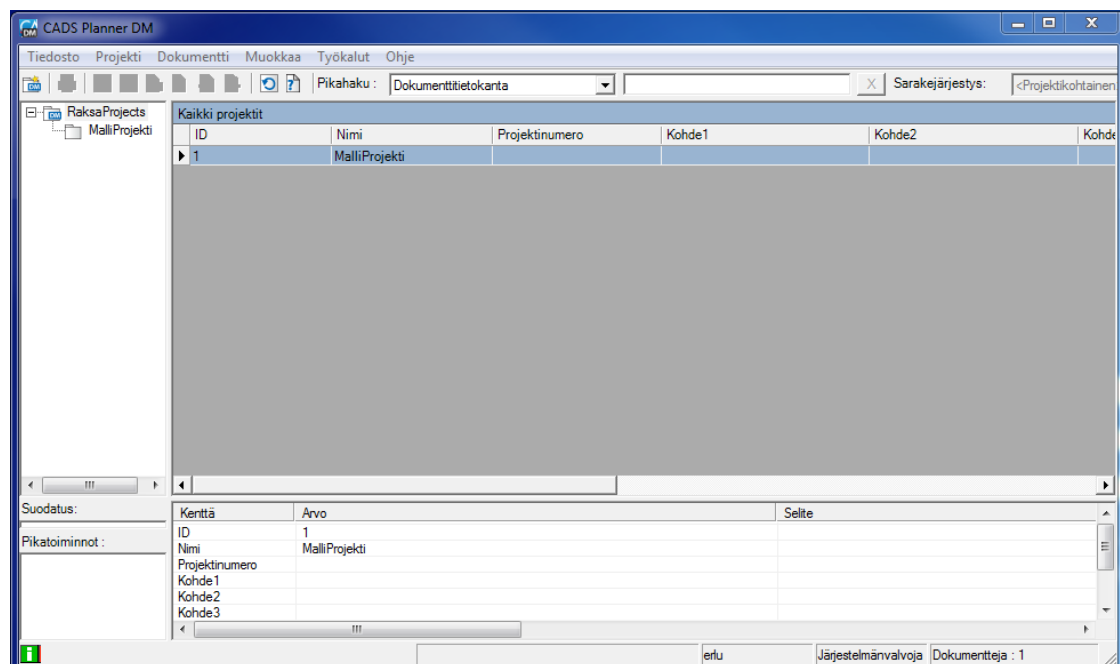 CADS Planner DM
Tiedosto Projekti Dokumentti Muokkaa Työkalut Ohje
Pikahaku : Dokumenttitietokanta X Sarakejärjestys: <Projektikohtainen
RaksaProjects
MalliProjekti
Kaikki projektit
ID Nimi Projektinumero Kohde1 Kohde2 Kohde
1 MalliProjekti
Suodatus:
Pikatoiminnot :
Kenttä Arvo Selite
ID 1
Nimi MalliProjekti
Projektinumero
Kohde1
Kohde2
Kohde3
erlu Järjestelmänvalvoja Dokumentteja : 1